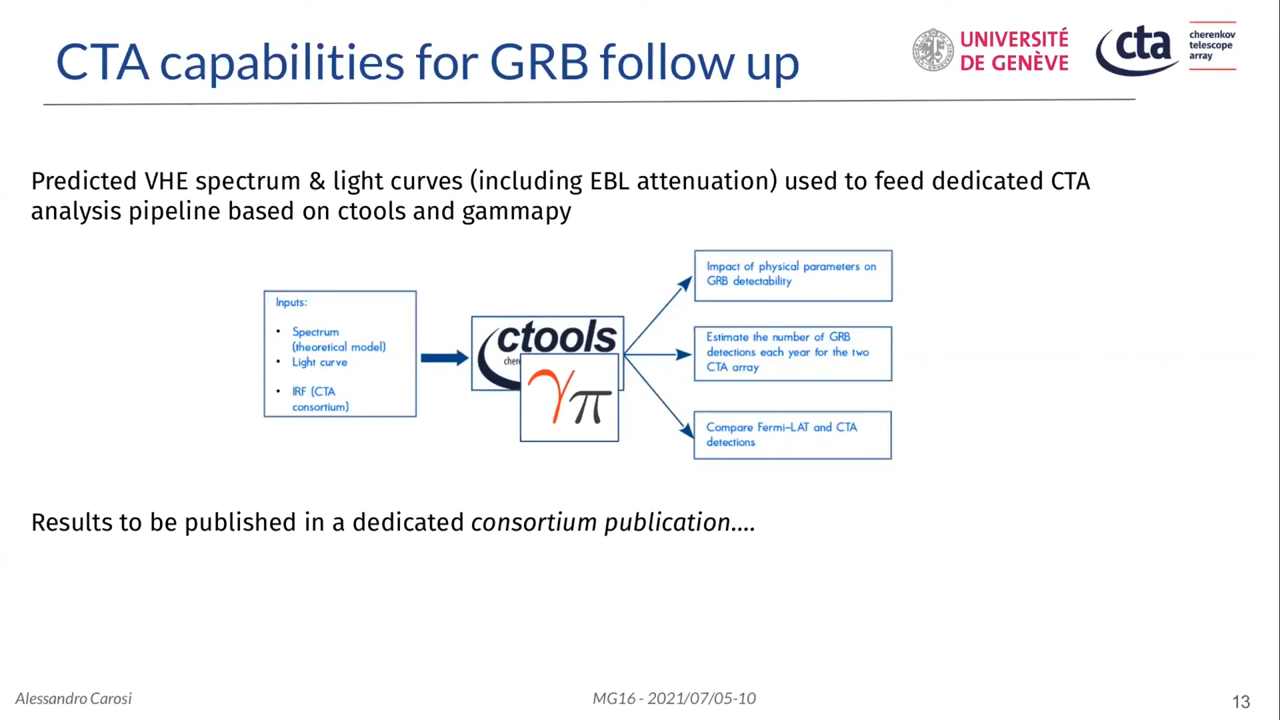 CTA capabilities for GRB follow up
UNIVERSITÉ
DE GENÈVE
cta
cherenkov
telescope
array
Predicted VHE spectrum & light curves (including EBL attenuation) used to feed dedicated CTA
analysis pipeline based on ctools and gammapy
Inputs:
• Spectrum
(theoretical model)
• Light curve
• IRF (CTA
consortium)
ctools
cher
γπ
Impact of physical parameters on
GRB detectability
Estimate the number of GRB
detections each year for the two
CTA array
Compare Fermi-LAT and CTA
detections
Results to be published in a dedicated consortium publication....
Alessandro Carosi
MG16 - 2021/07/05-10
13